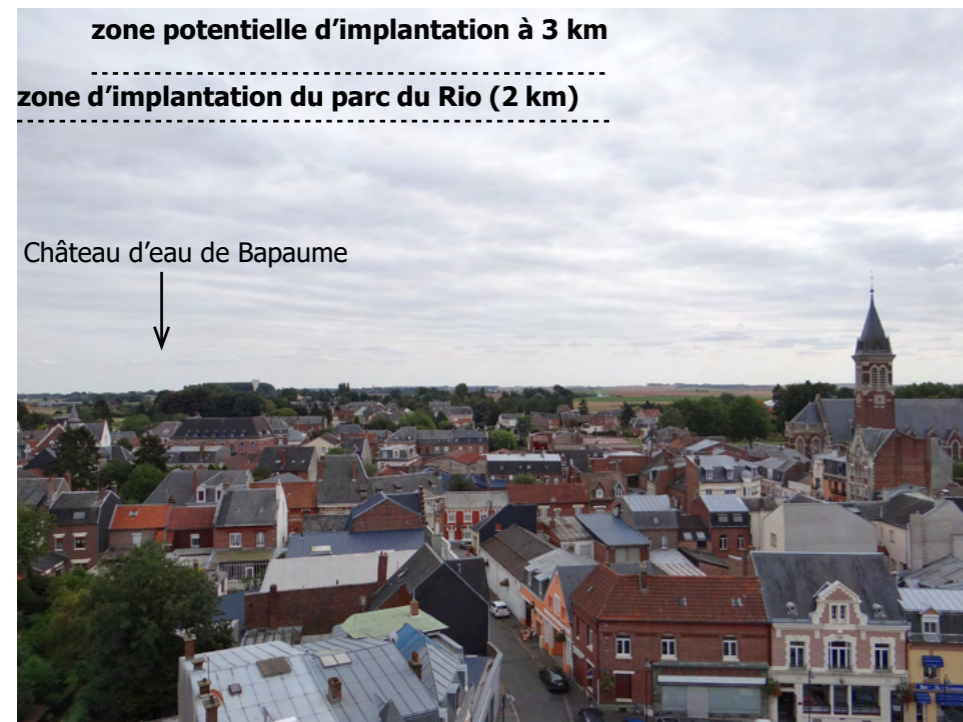 zone potentielle d’implantation à 3 km
zone d’implantation du parc du Rio (2 km)
Château d’eau de Bapaume